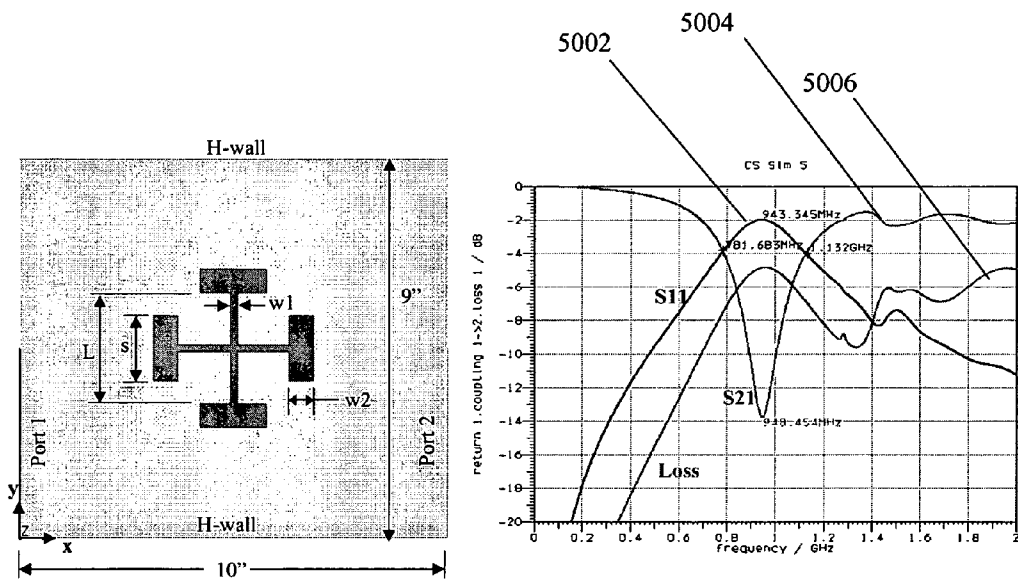 H-wall
w1
L
s
9”
w2
Port 1
Port 2
y
z
x
H-wall
10”
5002
5004
5006
CS Sim 5
return 1.coupling 1->2.Loss 1 / dB
0
-2
-4
-6
-8
-10
-12
-14
-16
-18
-20
943.345MHz
781.683MHz
1.132GHz
S11
S21
948.454MHz
Loss
0 0.2 0.4 0.6 0.8 1 1.2 1.4 1.6 1.8 2
frequency / GHz